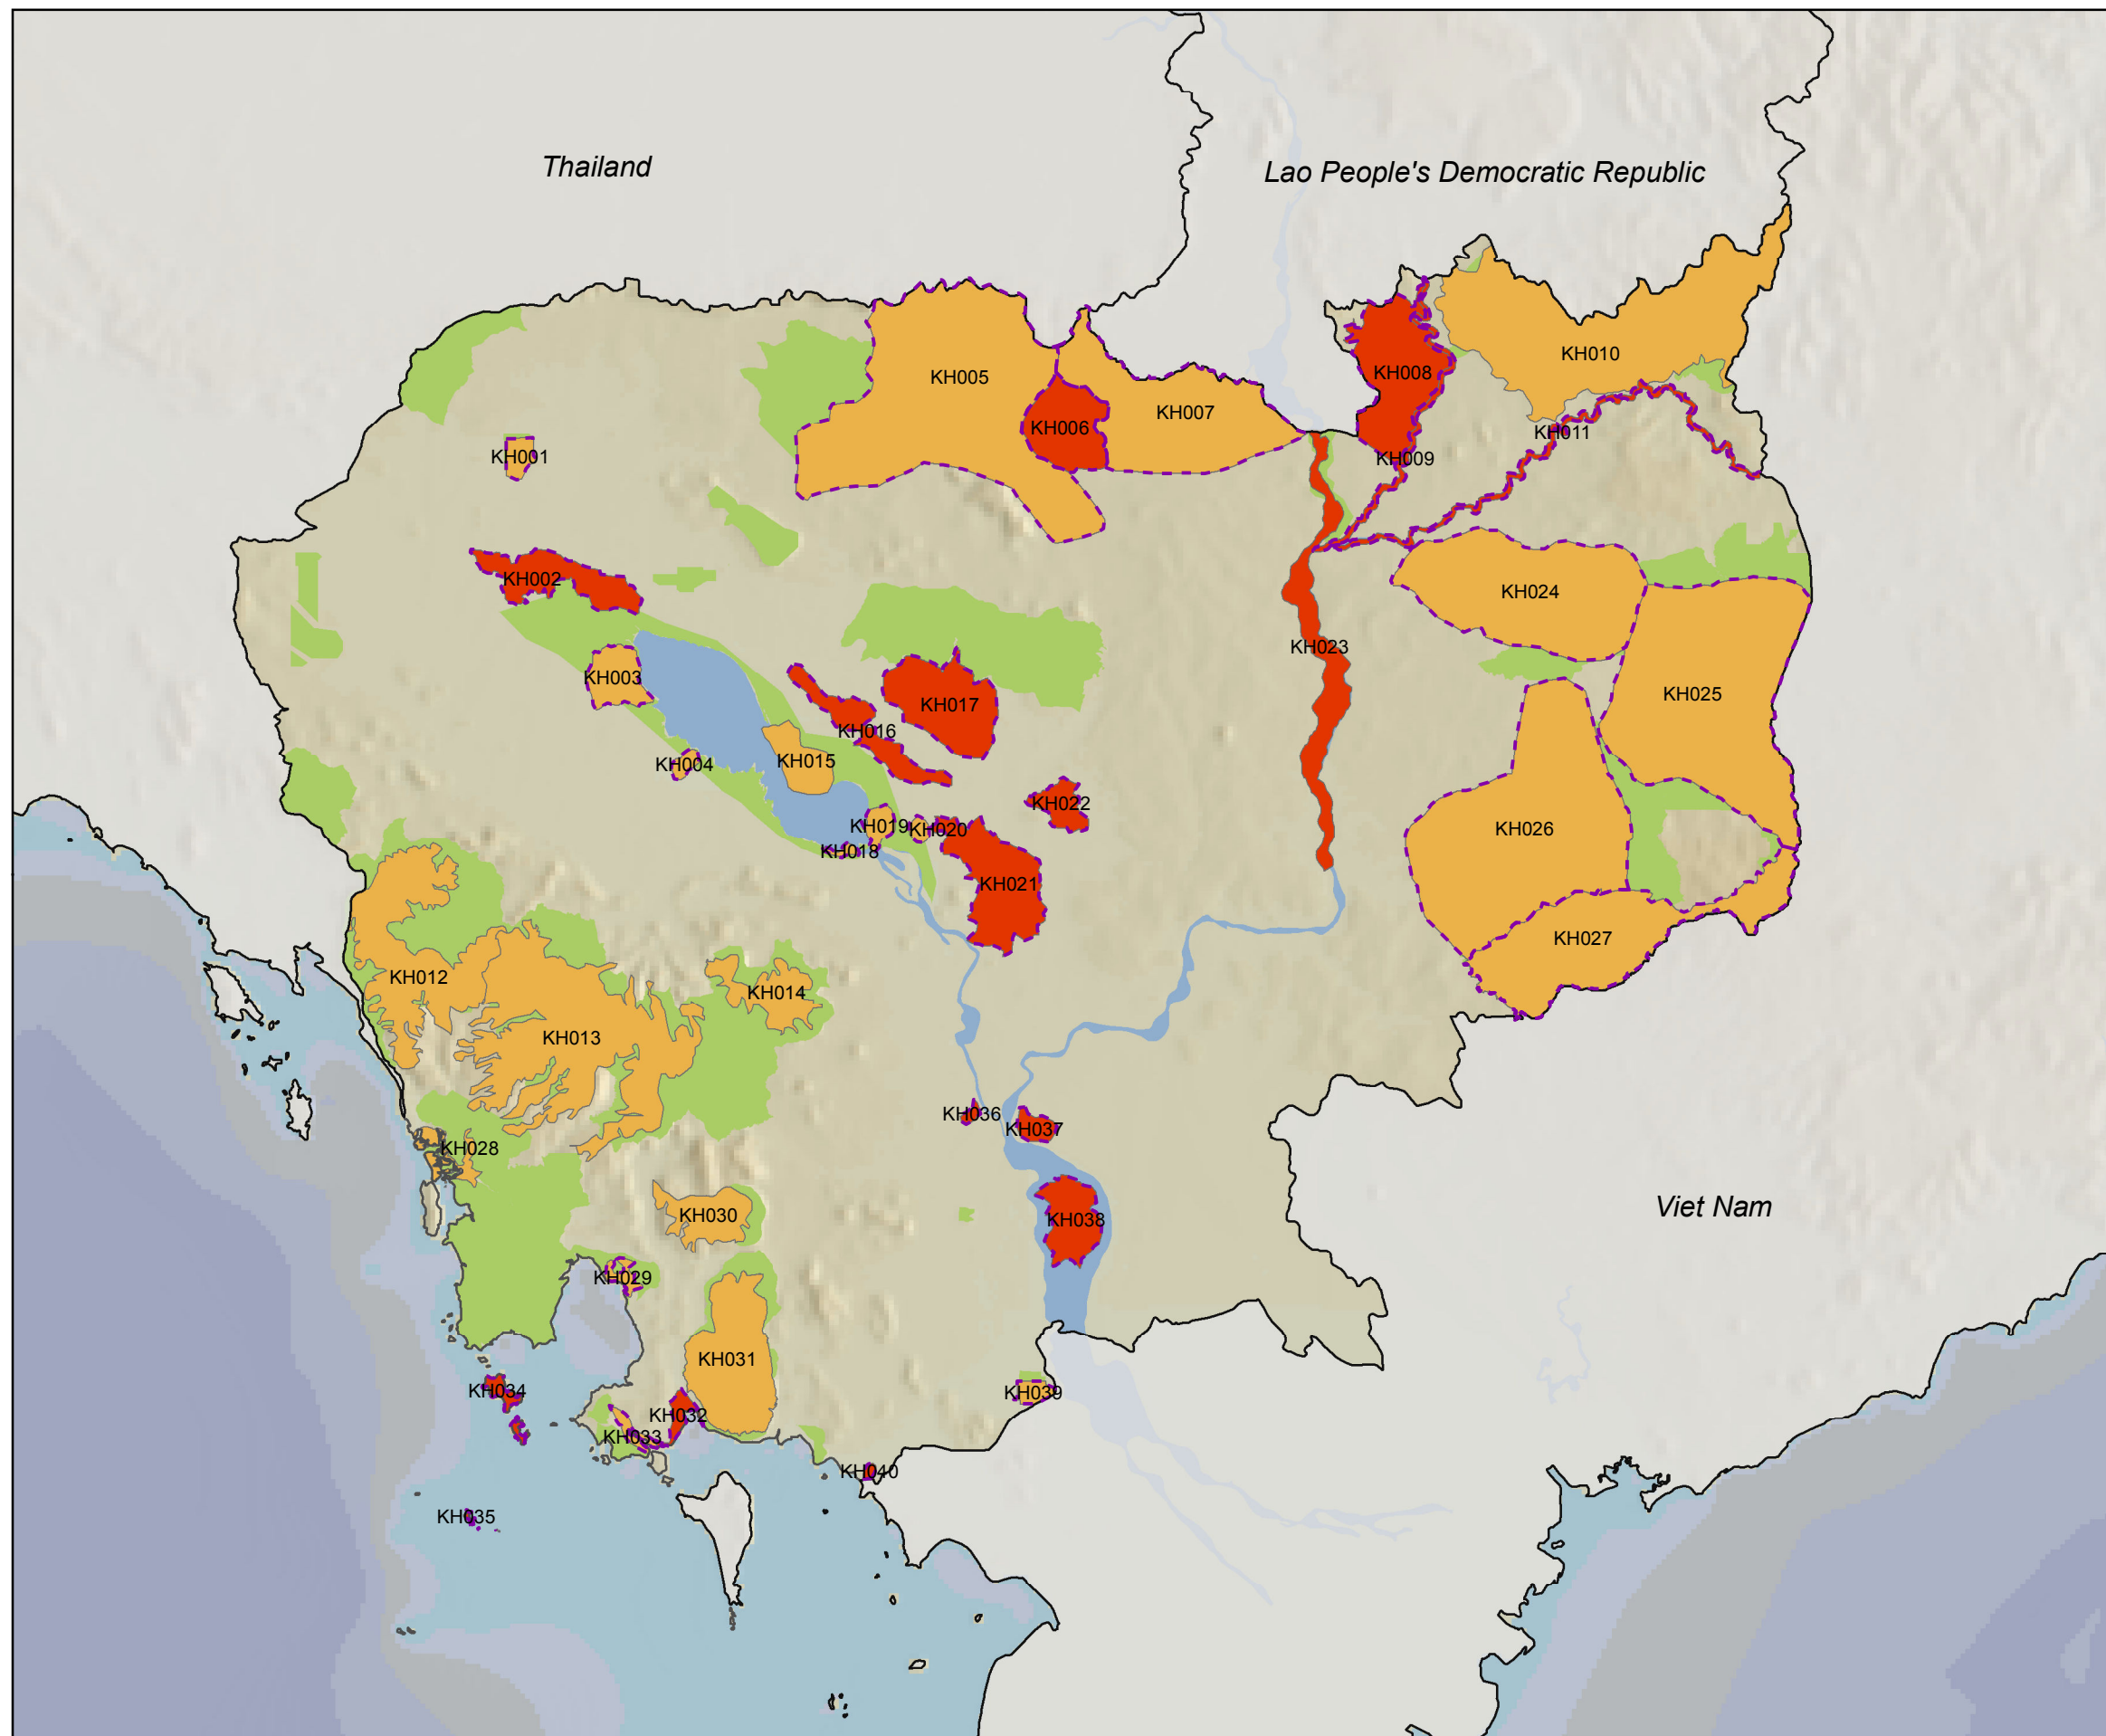 Thailand
Lao People's Democratic Republic
KH010
KH008
KH005
KH007
KH006
KH011
KH001
KH009
KH002
KH024
KH023
KH003
KH025
KH017
KH016
KH015
KH004
KH022
KH019
KH020
KH026
KH018
KH021
KH027
KH012
KH014
KH013
KH036
KH037
KH028
Viet Nam
KH030
KH038
KH029
KH031
KH034
KH039
KH032
KH033
KH040
KH035